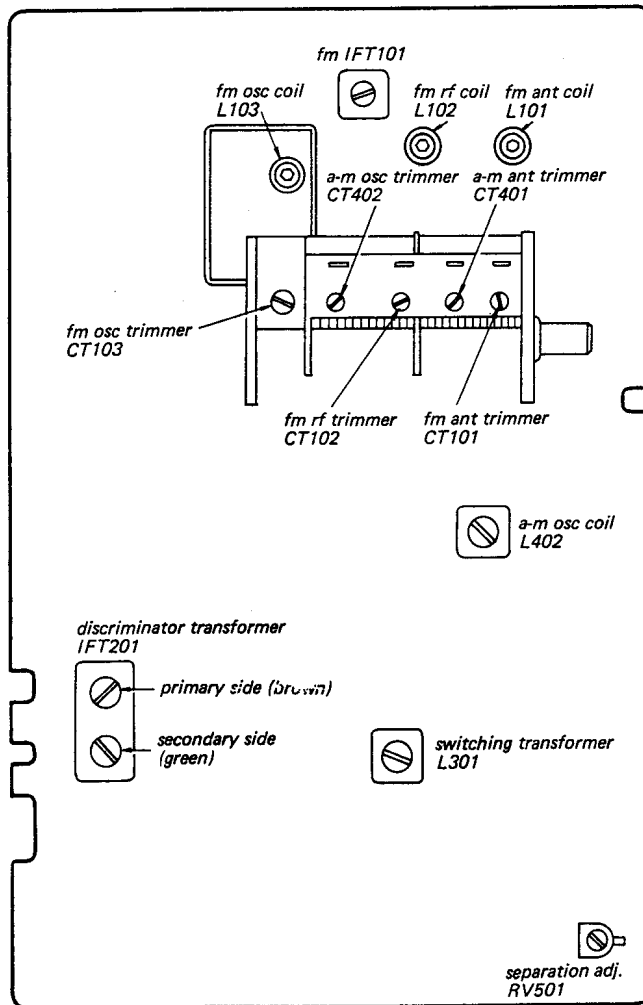 fm IFT101
fm osc coil
L103
fm rf coil
L102
fm ant coil
L101
a-m osc trimmer
CT402
a-m ant trimmer
CT401
fm osc trimmer
CT103
fm rf trimmer
CT102
fm ant trimmer
CT101
a-m osc coil
L402
discriminator transformer
IFT201
primary side (brown)
secondary side
(green)
switching transformer
L301
separation adj.
RV501